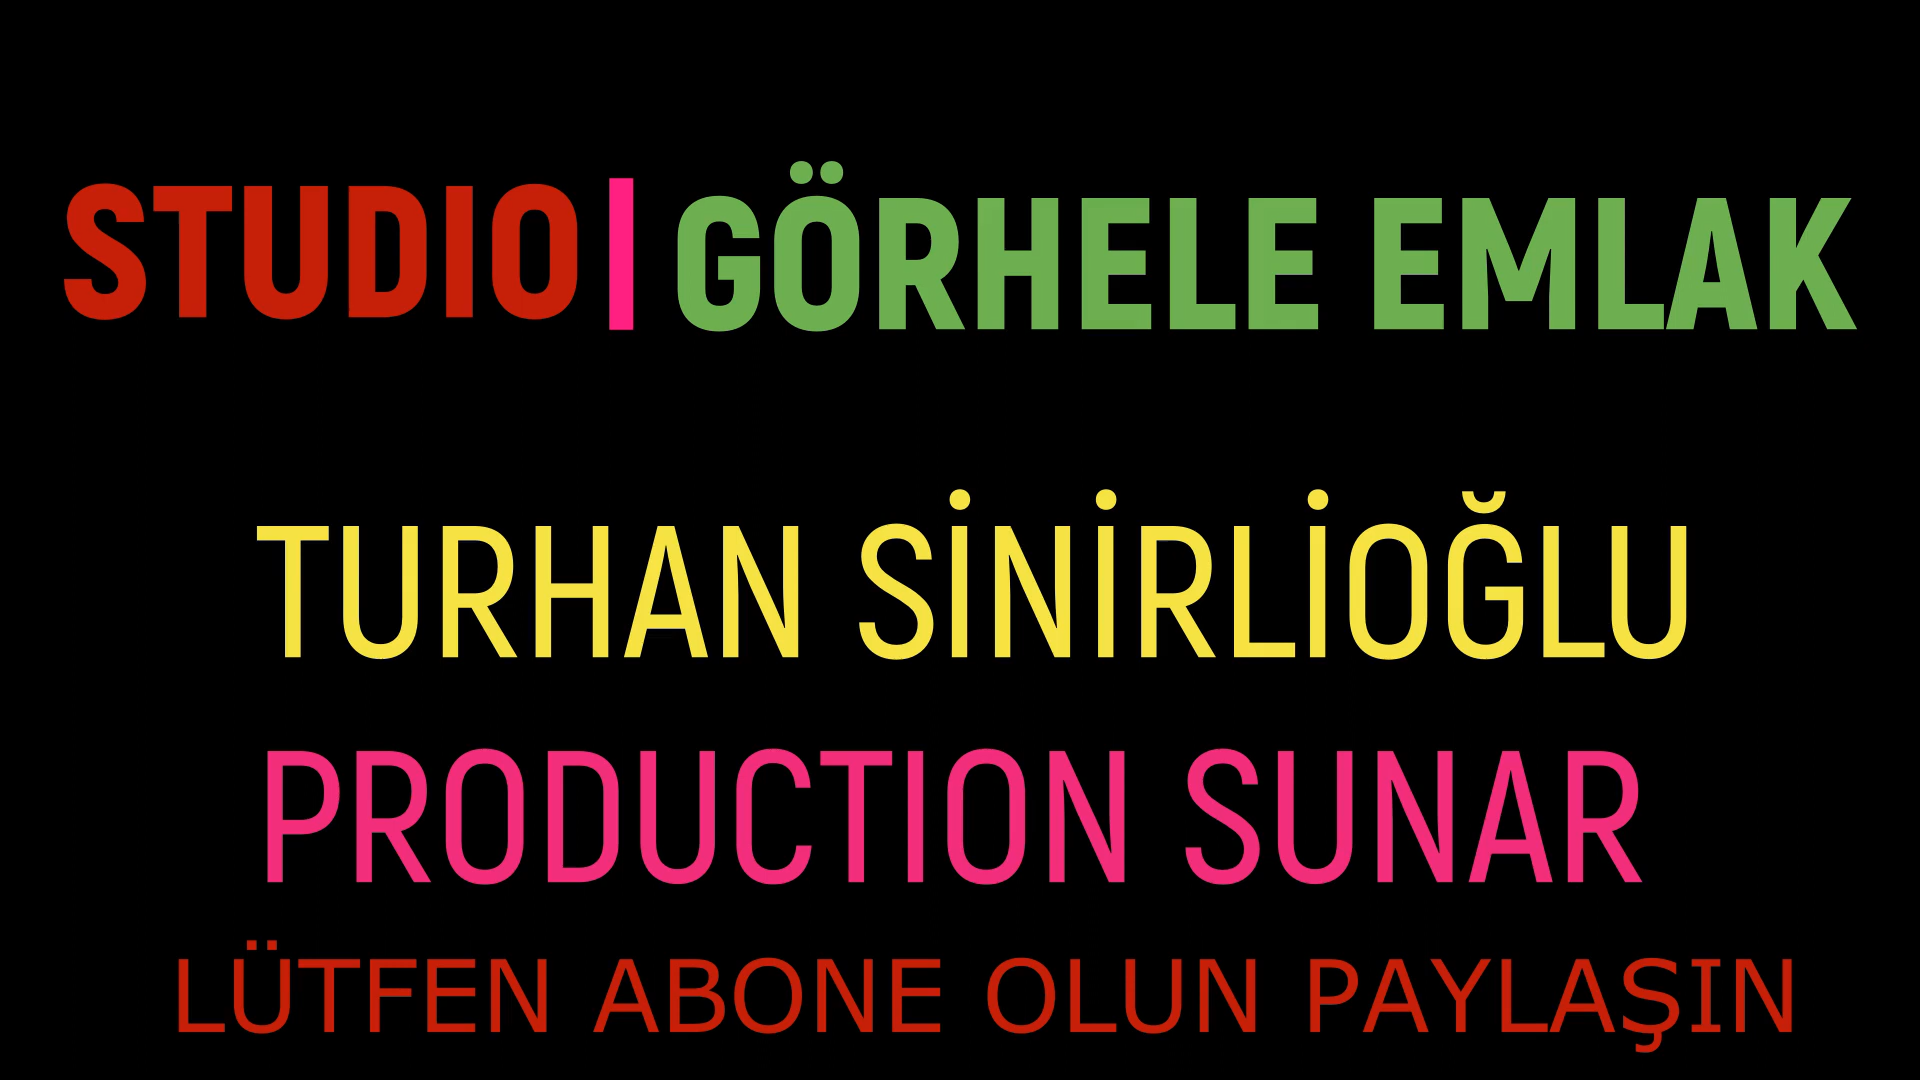 STUDIO | GÖRHELE EMLAK
TURHAN SİNİRLİOĞLU
PRODUCTION SUNAR
LÜTFEN ABONE OLUN PAYLAŞIN